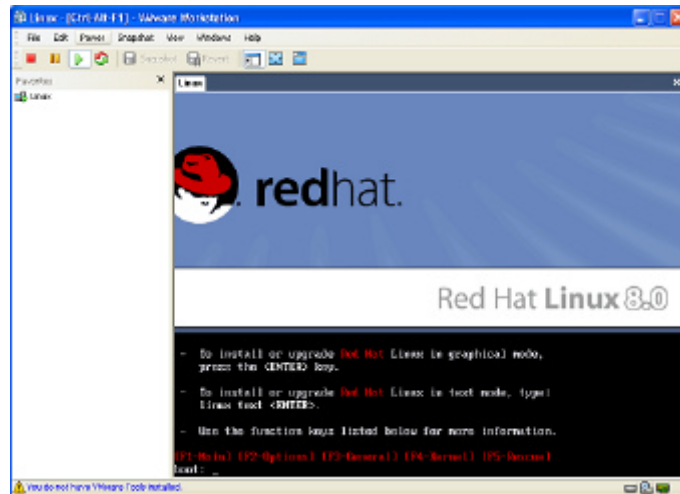 Linux - [Ctrl-Alt-F1] - VMware Workstation
File Edit Power Snapshot View Windows Help
Snapshot Revert
Favorites
Linux
Linux
redhat.
Red Hat Linux 8.0
- To install or upgrade Red Hat Linux in graphical mode,
press the <ENTER> key.
- To install or upgrade Red Hat Linux in text mode, type:
linux text <ENTER>.
- Use the function keys listed below for more information.
[F1-Main] [F2-Options] [F3-General] [F4-Kernel] [F5-Rescue]
boot: _
You do not have VMware Tools installed.